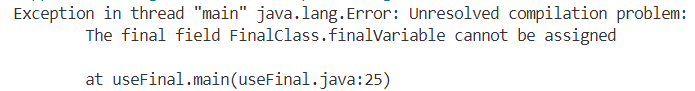 Exception in thread "main" java.lang.Error: Unresolved compilation problem:
The final field FinalClass.finalVariable cannot be assigned
at useFinal.main(useFinal.java:25)